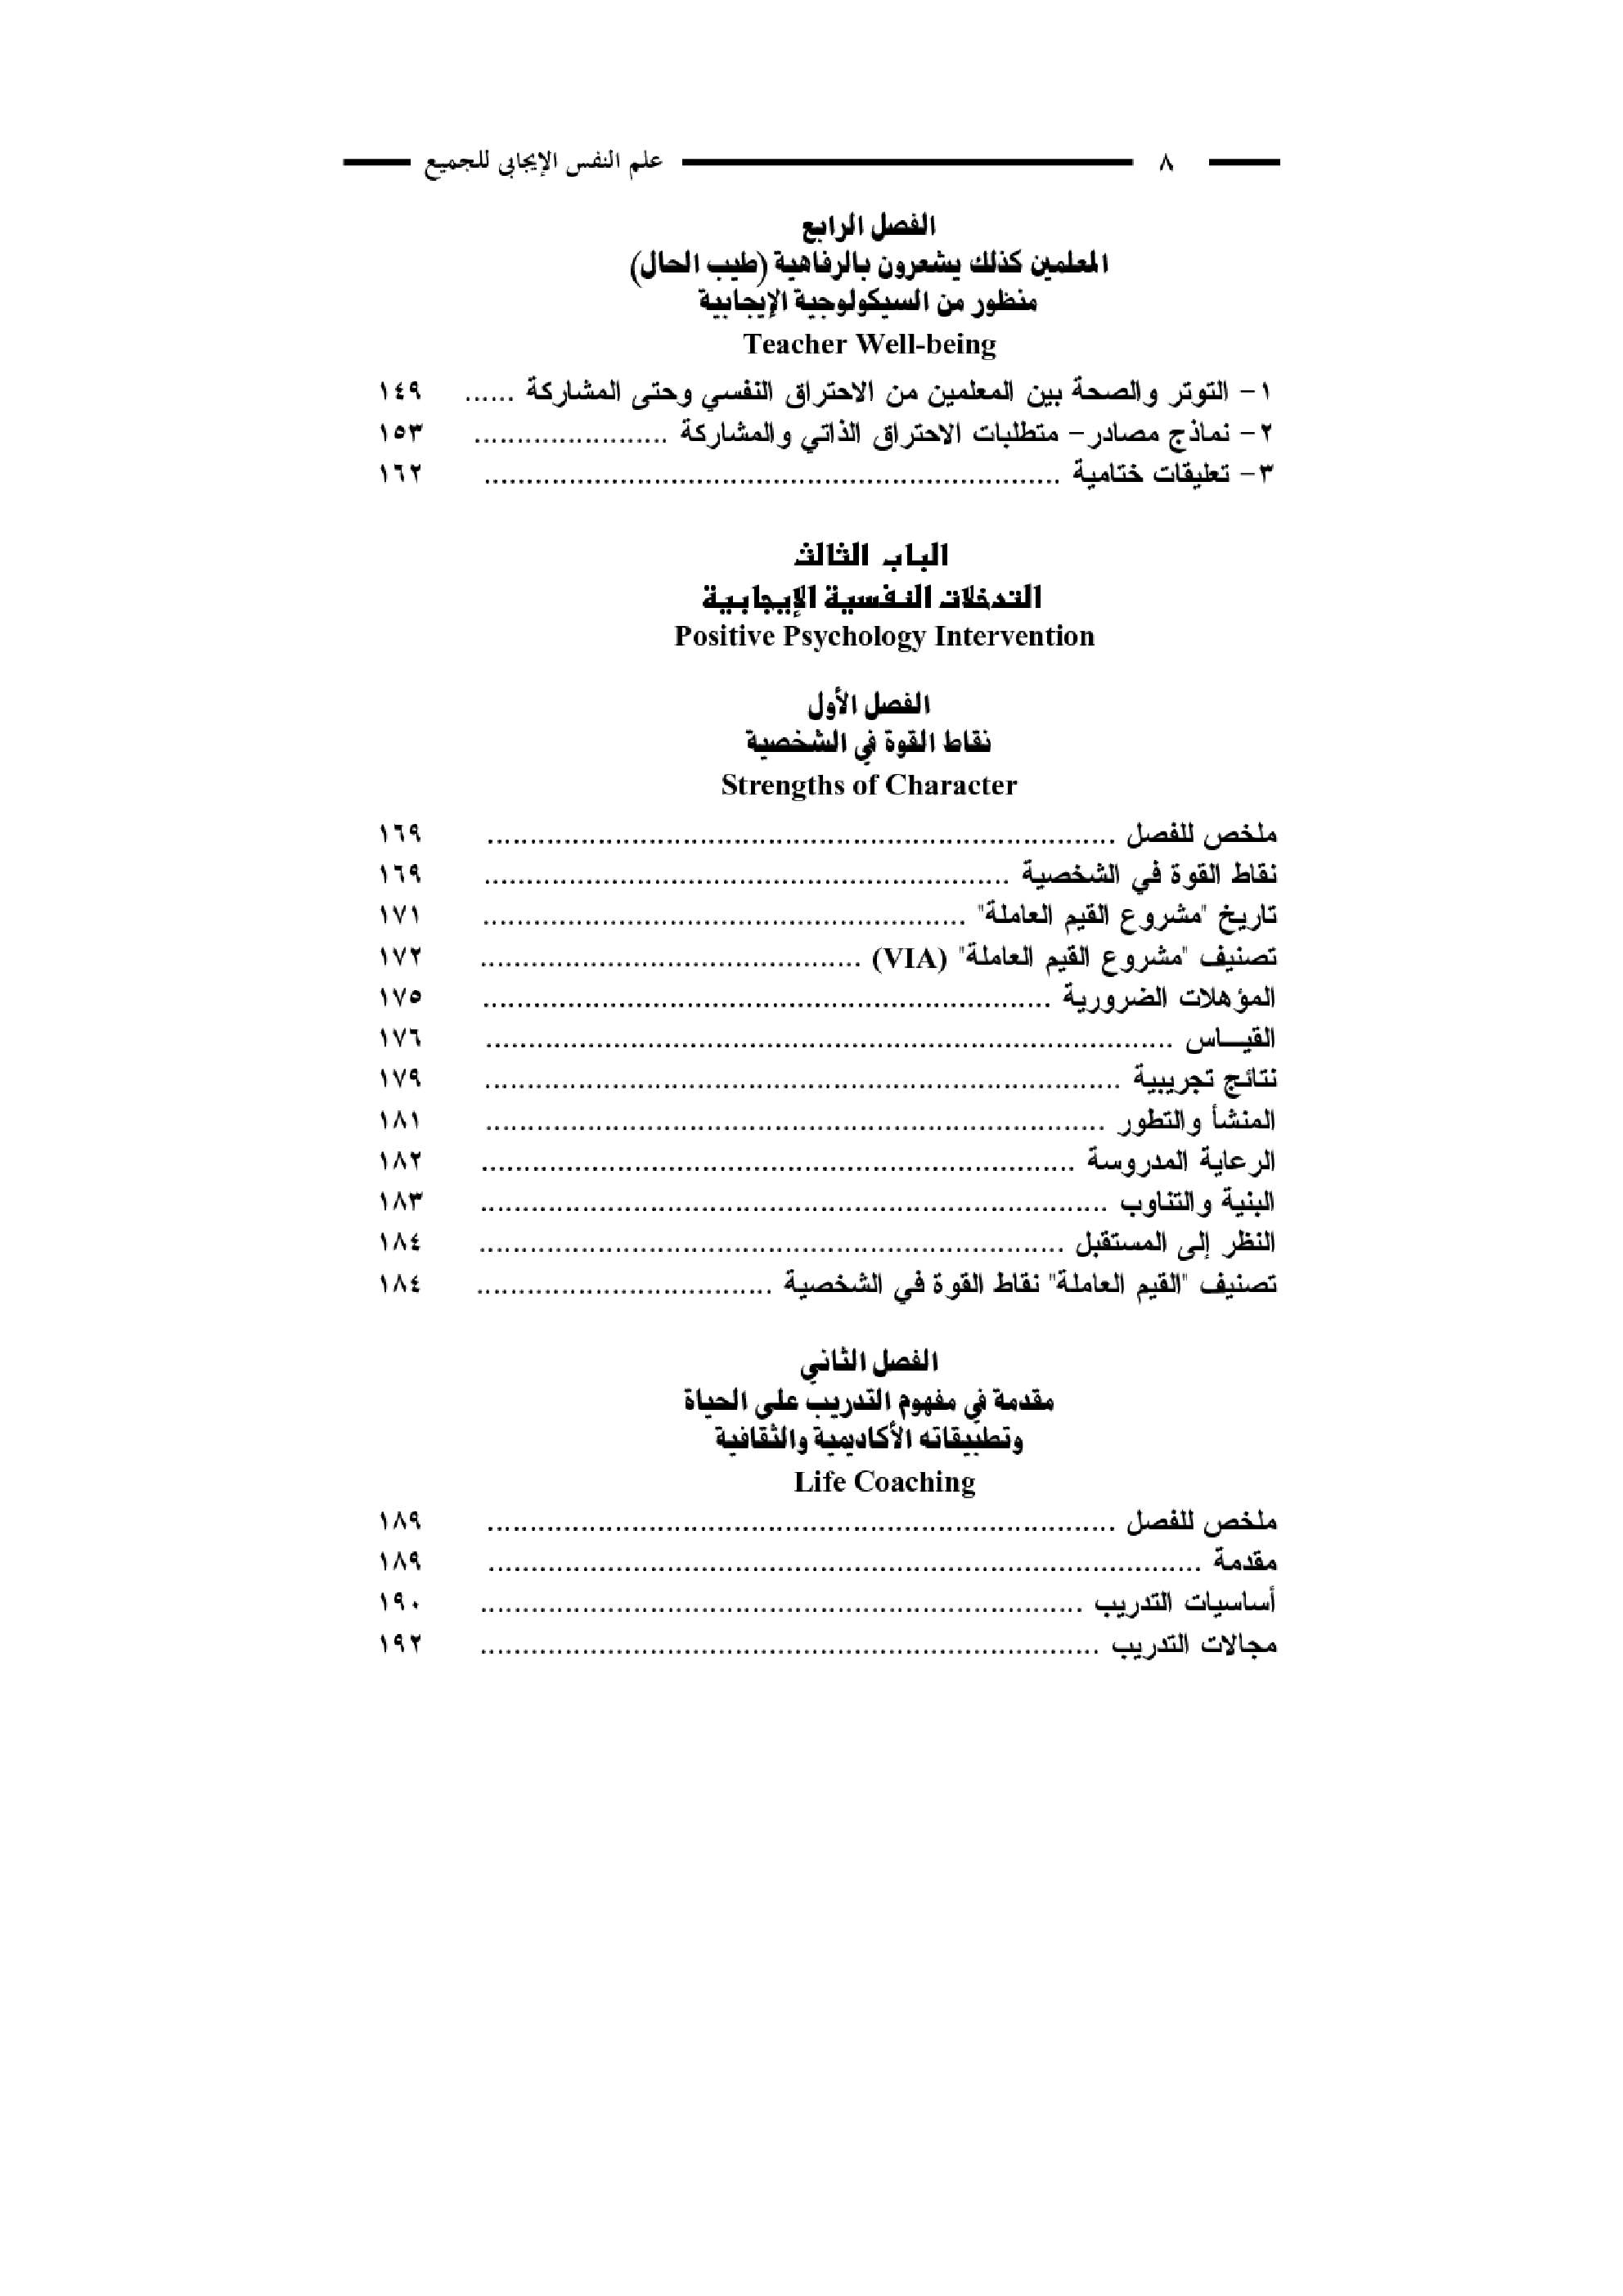 ٨ علم النفس الإيجابى للجميع
الفصل الرابع
المعلمين كذلك يشعرون بالرفاهية (طيب الحال)
منظور من السيكولوجية الإيجابية
Teacher Well-being
١- التوتر والصحة بين المعلمين من الاحتراق النفسي وحتى المشاركة ...... ١٤٩
٢- نماذج مصادر- متطلبات الاحتراق الذاتي والمشاركة ....................... ١٥٣
٣- تعليقات ختامية .................................................................... ١٦٢
الباب الثالث
التدخلات النفسية الإيجابية
Positive Psychology Intervention
الفصل الأول
نقاط القوة في الشخصية
Strengths of Character
ملخص للفصل .......................................................................... ١٦٩
نقاط القوة في الشخصية .............................................................. ١٦٩
تاريخ "مشروع القيم العاملة" ......................................................... ١٧١
تصنيف "مشروع القيم العاملة" (VIA) ............................................. ١٧٢
المؤهلات الضرورية ................................................................... ١٧٥
القيـــاس ................................................................................. ١٧٦
نتائج تجريبية ........................................................................... ١٧٩
المنشأ والتطور ......................................................................... ١٨١
الرعاية المدروسة ...................................................................... ١٨٢
البنية والتناوب .......................................................................... ١٨٣
النظر إلى المستقبل ..................................................................... ١٨٤
تصنيف "القيم العاملة" نقاط القوة في الشخصية ................................... ١٨٤
الفصل الثاني
مقدمة في مفهوم التدريب على الحياة
وتطبيقاته الأكاديمية والثقافية
Life Coaching
ملخص للفصل .......................................................................... ١٨٩
مقدمة .................................................................................... ١٨٩
أساسيات التدريب ....................................................................... ١٩٠
مجالات التدريب ......................................................................... ١٩٢